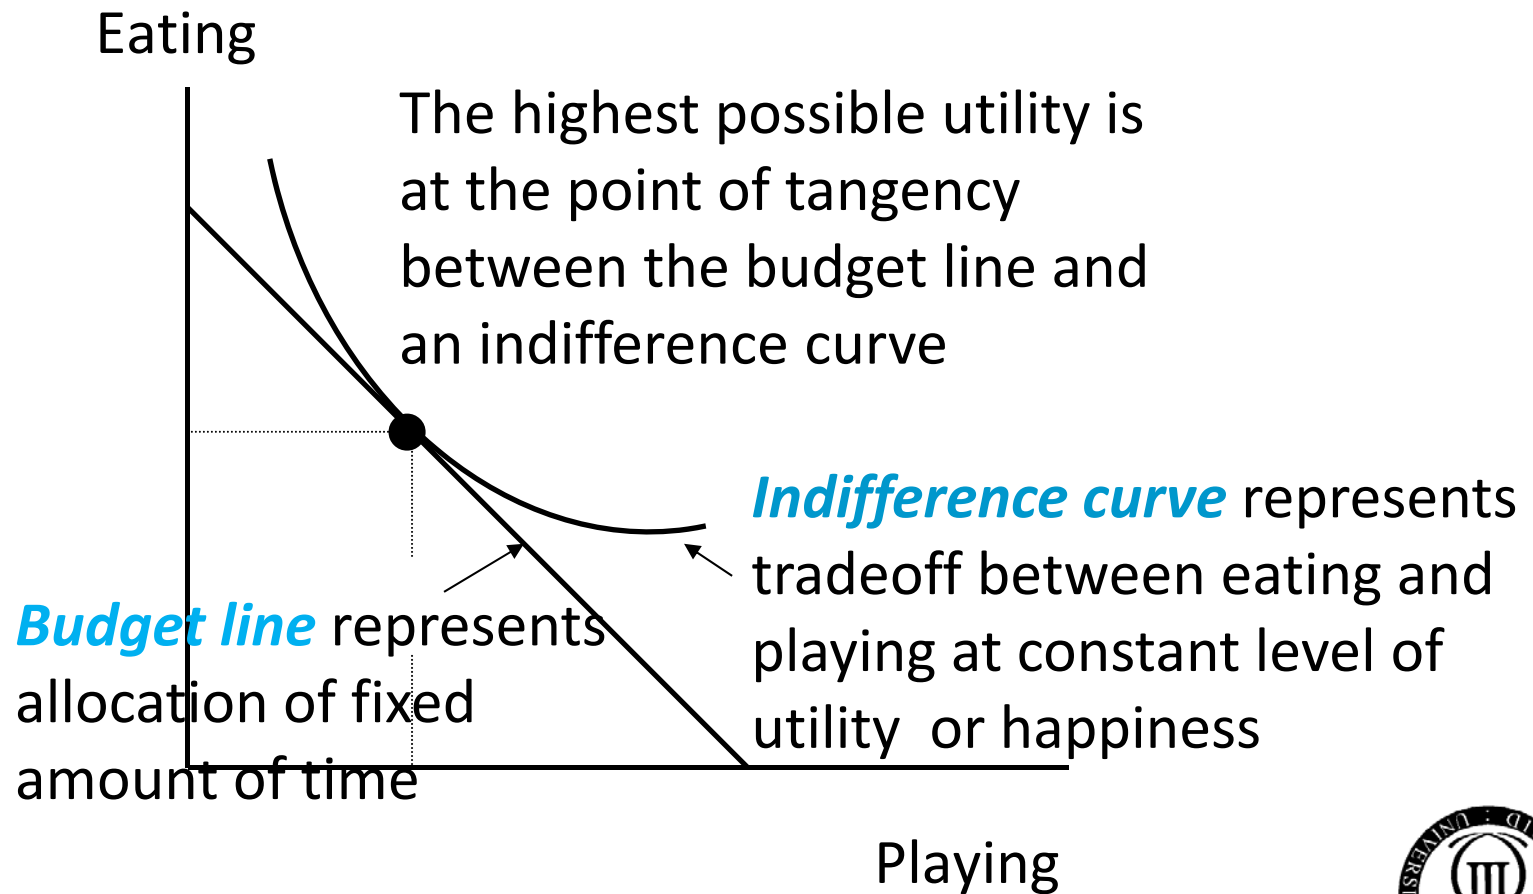 Eating
The highest possible utility is
at the point of tangency
between the budget line and
an indifference curve
Indifference curve represents
tradeoff between eating and
playing at constant level of
utility  or happiness
Budget line represents
allocation of fixed
amount of time
Playing